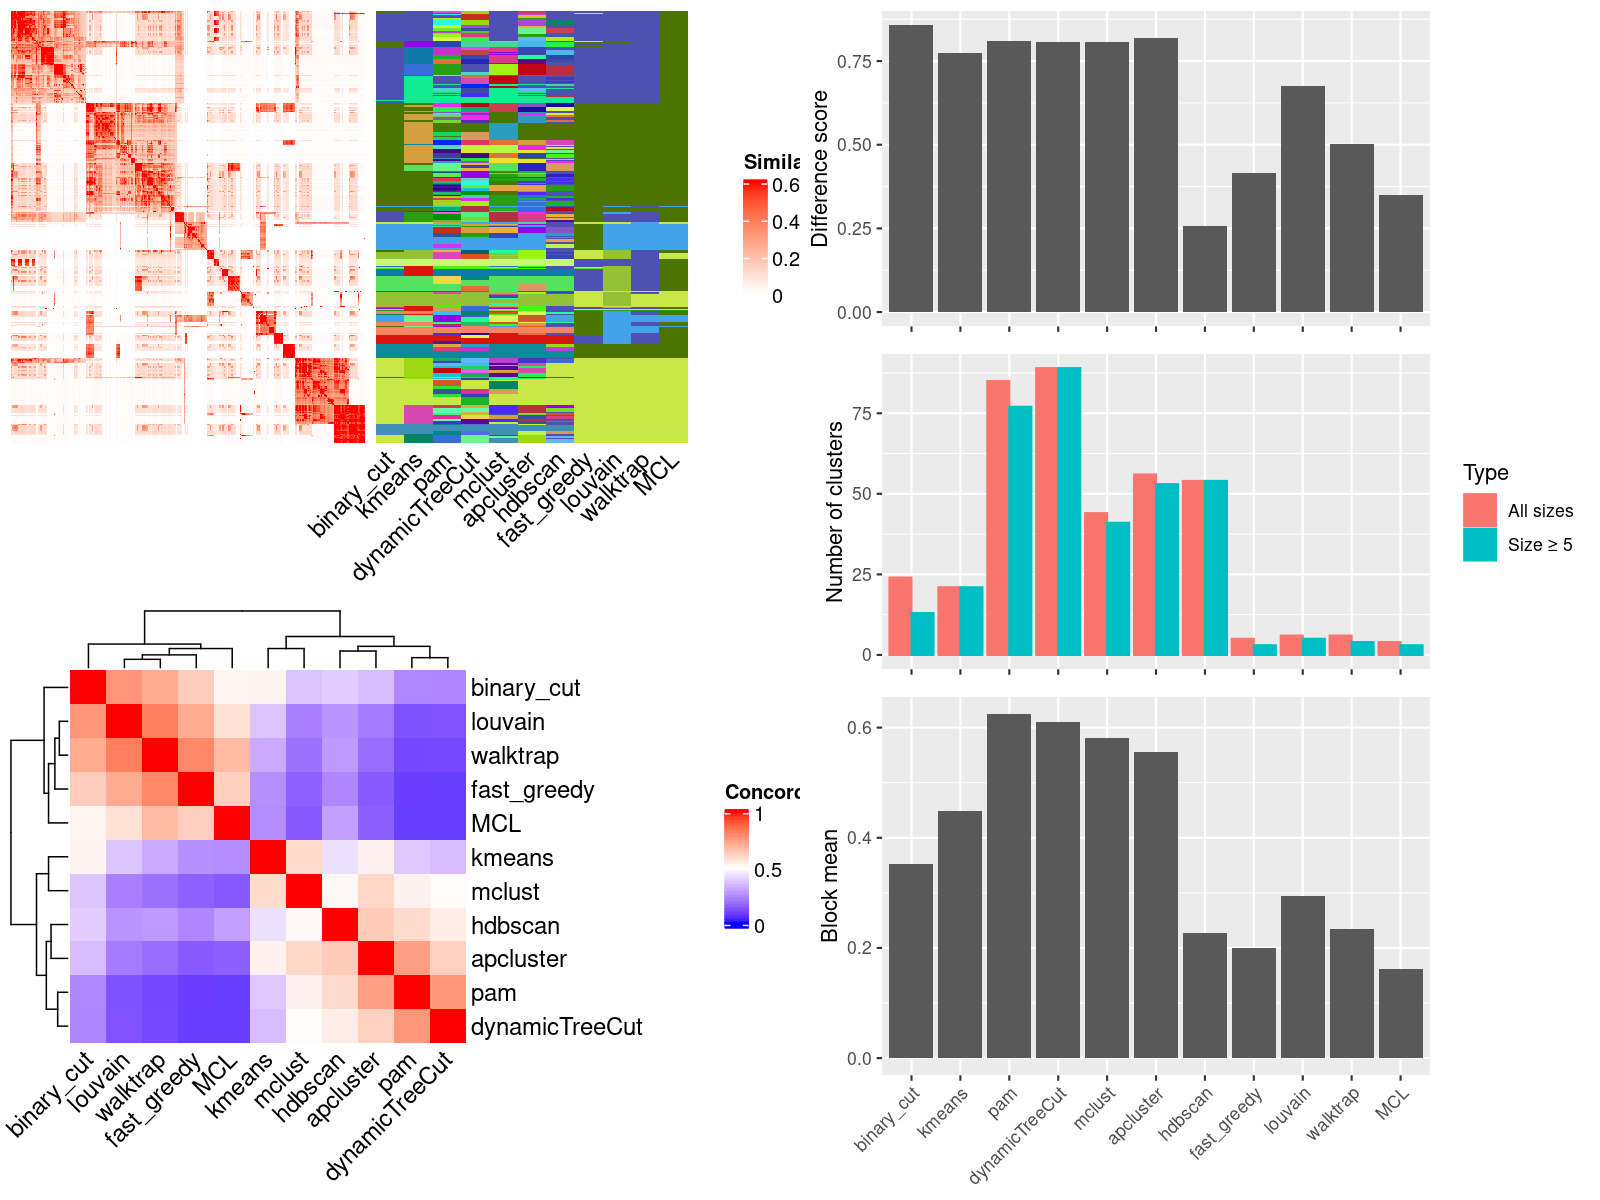 Simila
0.6
0.4
0.2
0
binary_cut
kmeans
pam
dynamicTreeCut
mclust
apcluster
hdbscan
fast_greedy
louvain
walktrap
MCL
binary_cut
louvain
walktrap
fast_greedy
MCL
kmeans
mclust
hdbscan
apcluster
pam
dynamicTreeCut
binary_cut
louvain
walktrap
fast_greedy
MCL
kmeans
mclust
hdbscan
apcluster
pam
dynamicTreeCut
Concord
1
0.5
0
Difference score
0.75
0.50
0.25
0.00
Number of clusters
75
50
25
0
Type
All sizes
Size ≥ 5
Block mean
0.6
0.4
0.2
0.0
binary_cut
kmeans
pam
dynamicTreeCut
mclust
apcluster
hdbscan
fast_greedy
louvain
walktrap
MCL